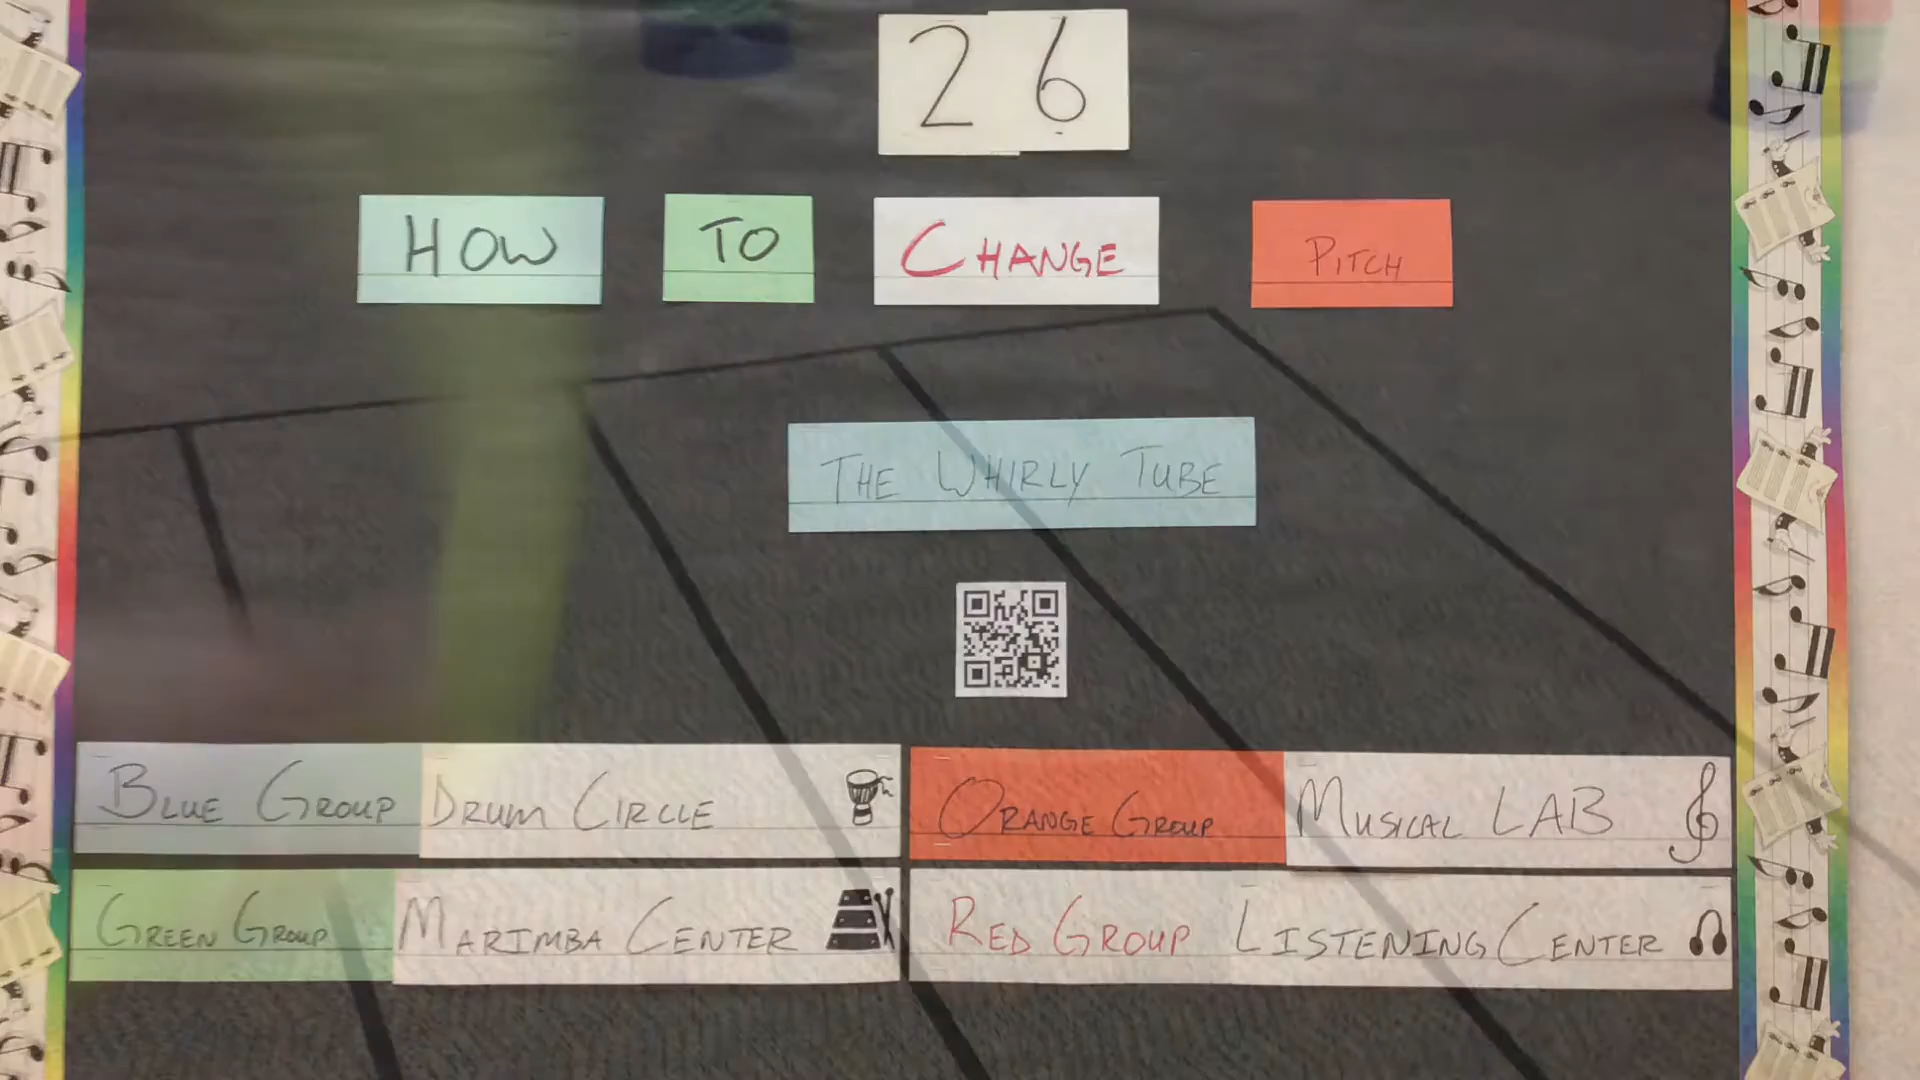 26
HOW TO CHANGE PITCH
THE WHIRLY TUBE
BLUE GROUP DRUM CIRCLE
ORANGE GROUP MUSICAL LAB
GREEN GROUP MARIMBA CENTER
RED GROUP LISTENING CENTER